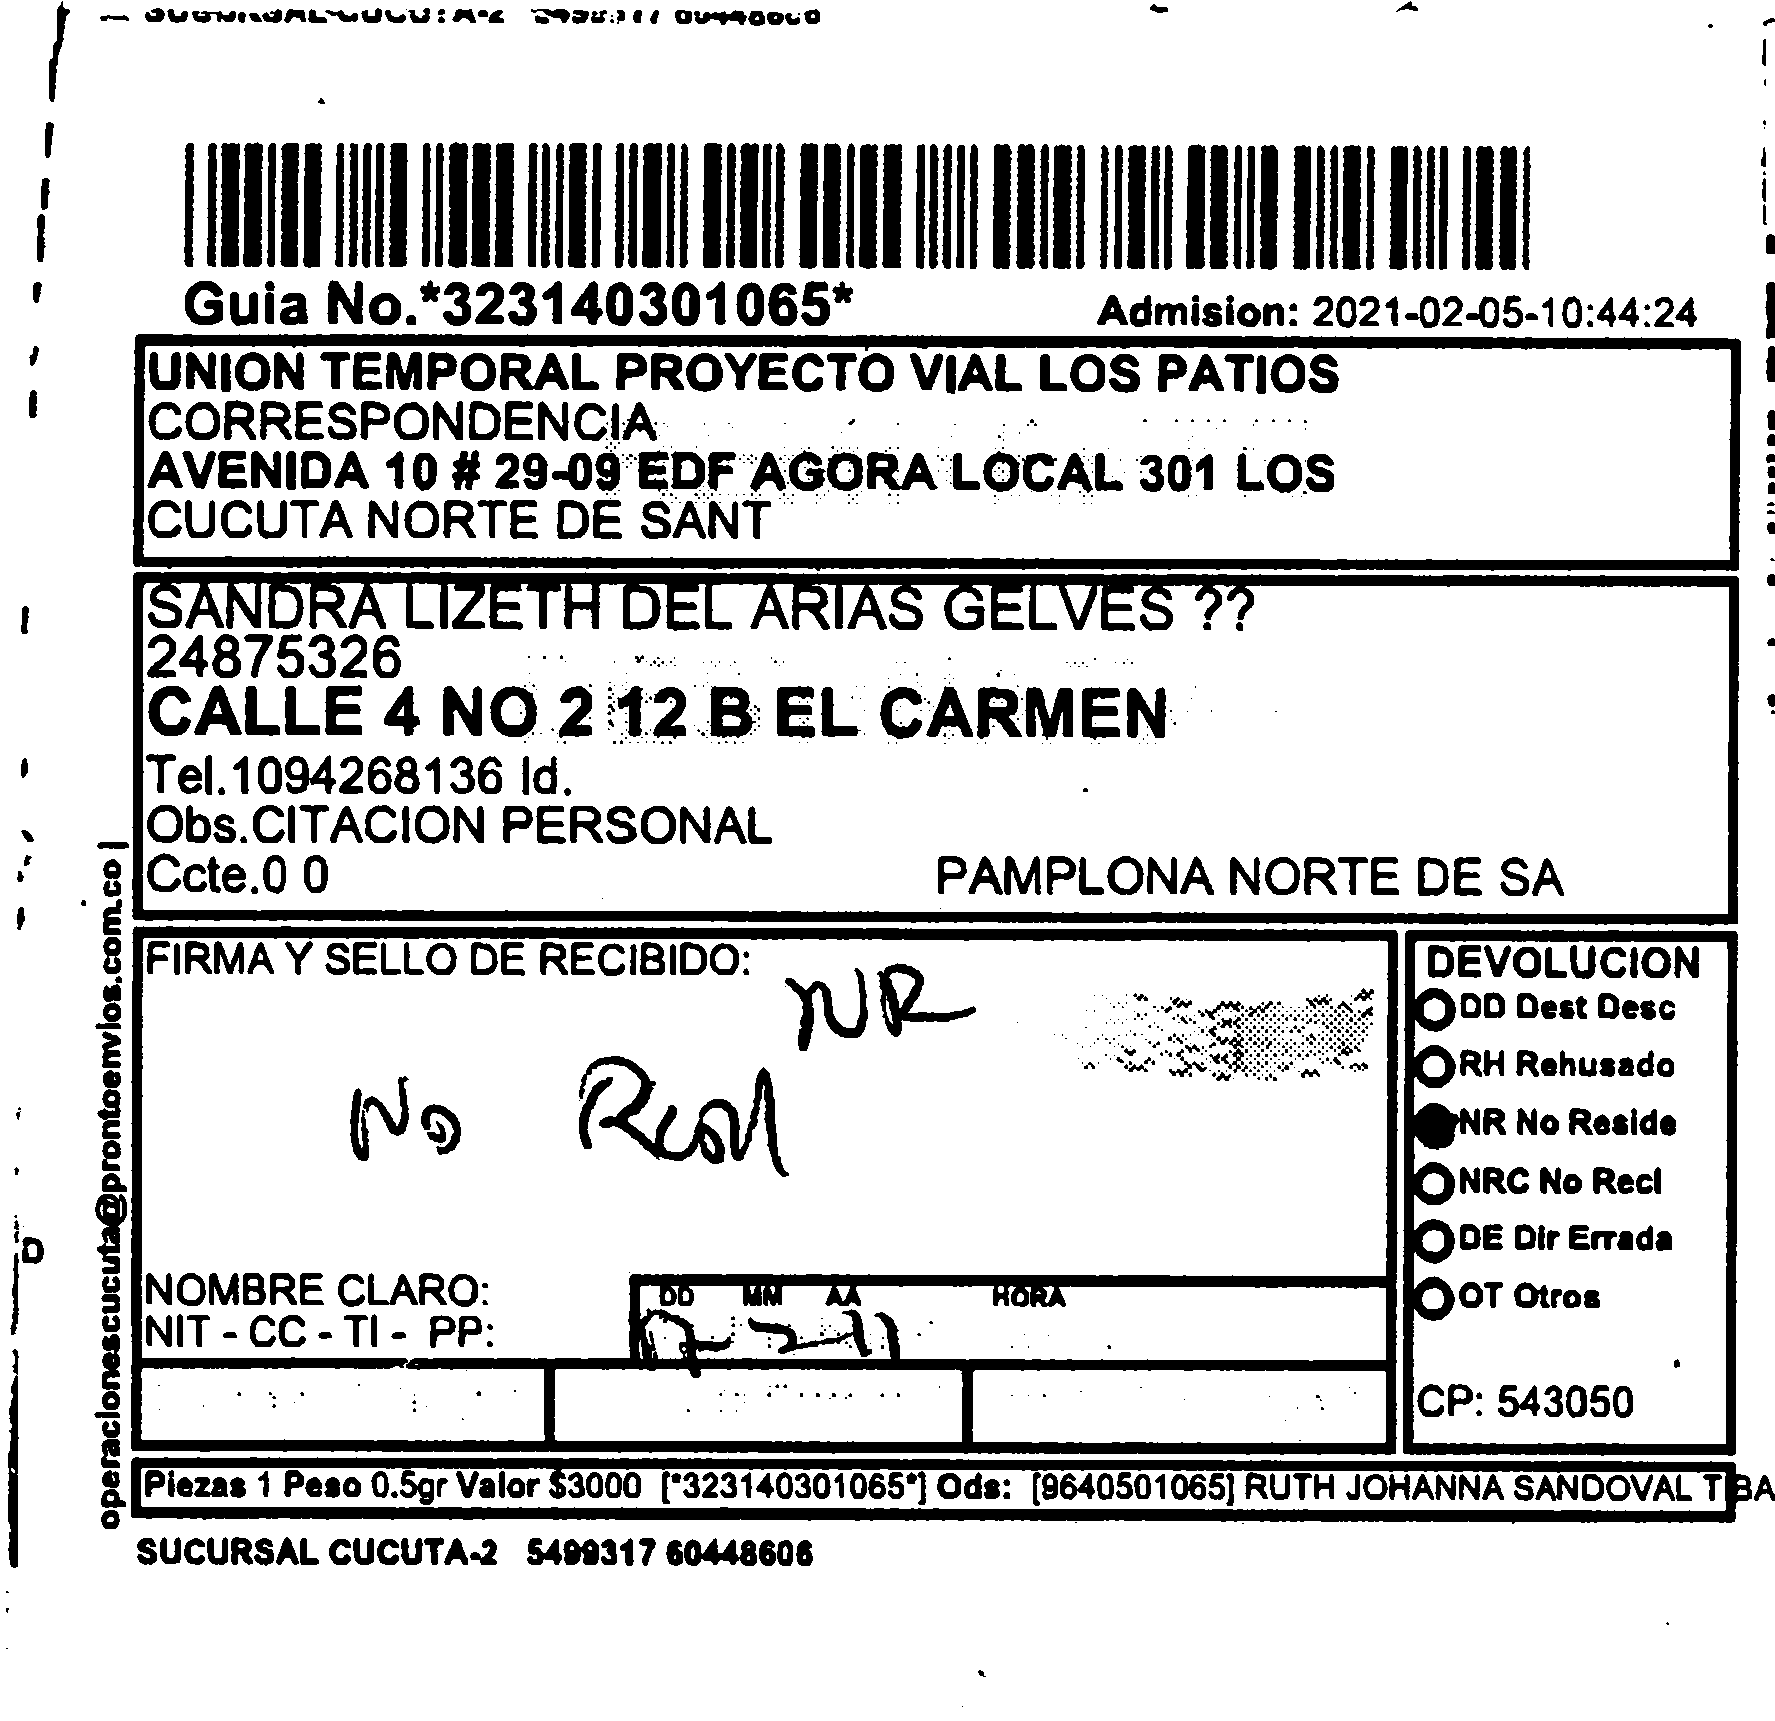 Guia No.*323140301065*
Admision: 2021-02-05-10:44:24
UNION TEMPORAL PROYECTO VIAL LOS PATIOS
CORRESPONDENCIA
AVENIDA 10 # 29-09 EDF AGORA LOCAL 301 LOS
CUCUTA NORTE DE SANT
SANDRA LIZETH DEL ARIAS GELVES ??
24875326
CALLE 4 NO 2 12 B EL CARMEN
Tel.1094268136 Id.
Obs.CITACION PERSONAL
Ccte.0 0
PAMPLONA NORTE DE SA
operacionescucuta@prontoenvios.com.co |
FIRMA Y SELLO DE RECIBIDO:
NR
No
NOMBRE CLARO:
NIT - CC - TI - PP:
DD MM AA HORA
DEVOLUCION
DD Dest Desc
RH Rehusado
NR No Reside
NRC No Recl
DE Dir Errada
OT Otros
CP: 543050
Piezas 1 Peso 0.5gr Valor $3000 [*323140301065*] Ods: [9640501065] RUTH JOHANNA SANDOVAL TIBA
SUCURSAL CUCUTA-2 5499317 60448606